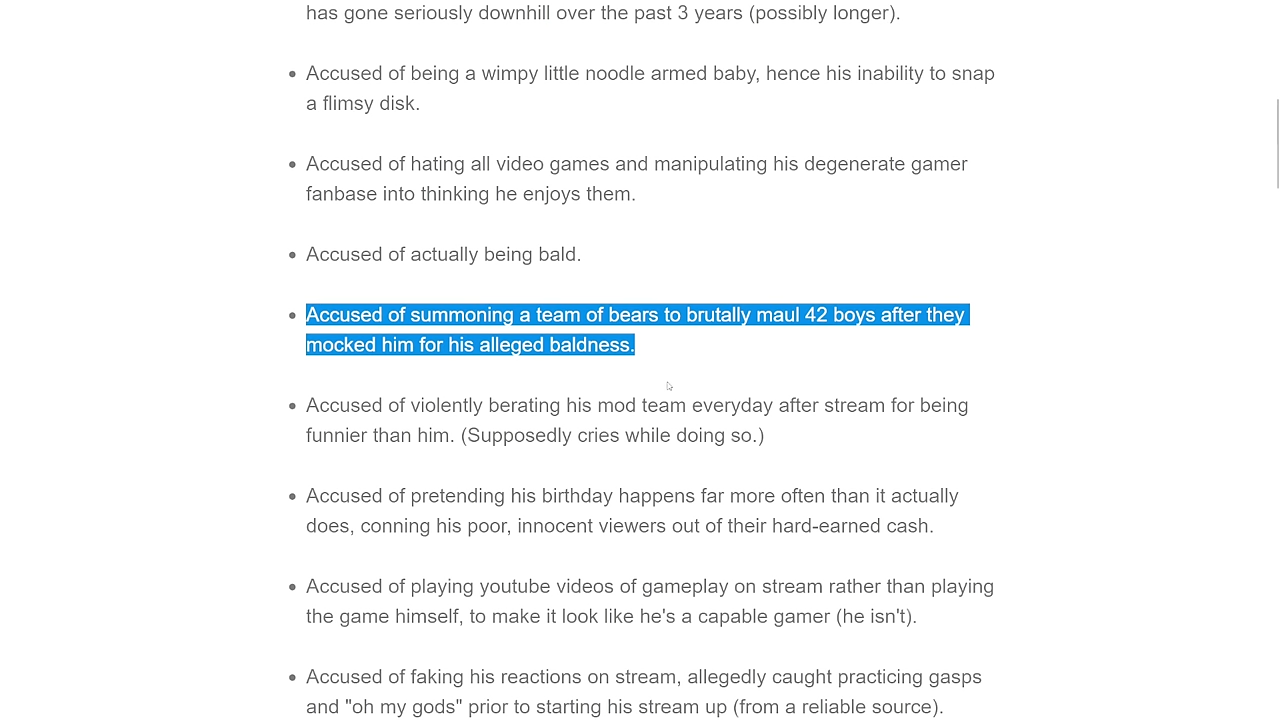 has gone seriously downhill over the past 3 years (possibly longer).
Accused of being a wimpy little noodle armed baby, hence his inability to snap
a flimsy disk.
Accused of hating all video games and manipulating his degenerate gamer
fanbase into thinking he enjoys them.
Accused of actually being bald.
Accused of summoning a team of bears to brutally maul 42 boys after they
mocked him for his alleged baldness.
Accused of violently berating his mod team everyday after stream for being
funnier than him. (Supposedly cries while doing so.)
Accused of pretending his birthday happens far more often than it actually
does, conning his poor, innocent viewers out of their hard-earned cash.
Accused of playing youtube videos of gameplay on stream rather than playing
the game himself, to make it look like he's a capable gamer (he isn't).
Accused of faking his reactions on stream, allegedly caught practicing gasps
and "oh my gods" prior to starting his stream up (from a reliable source).